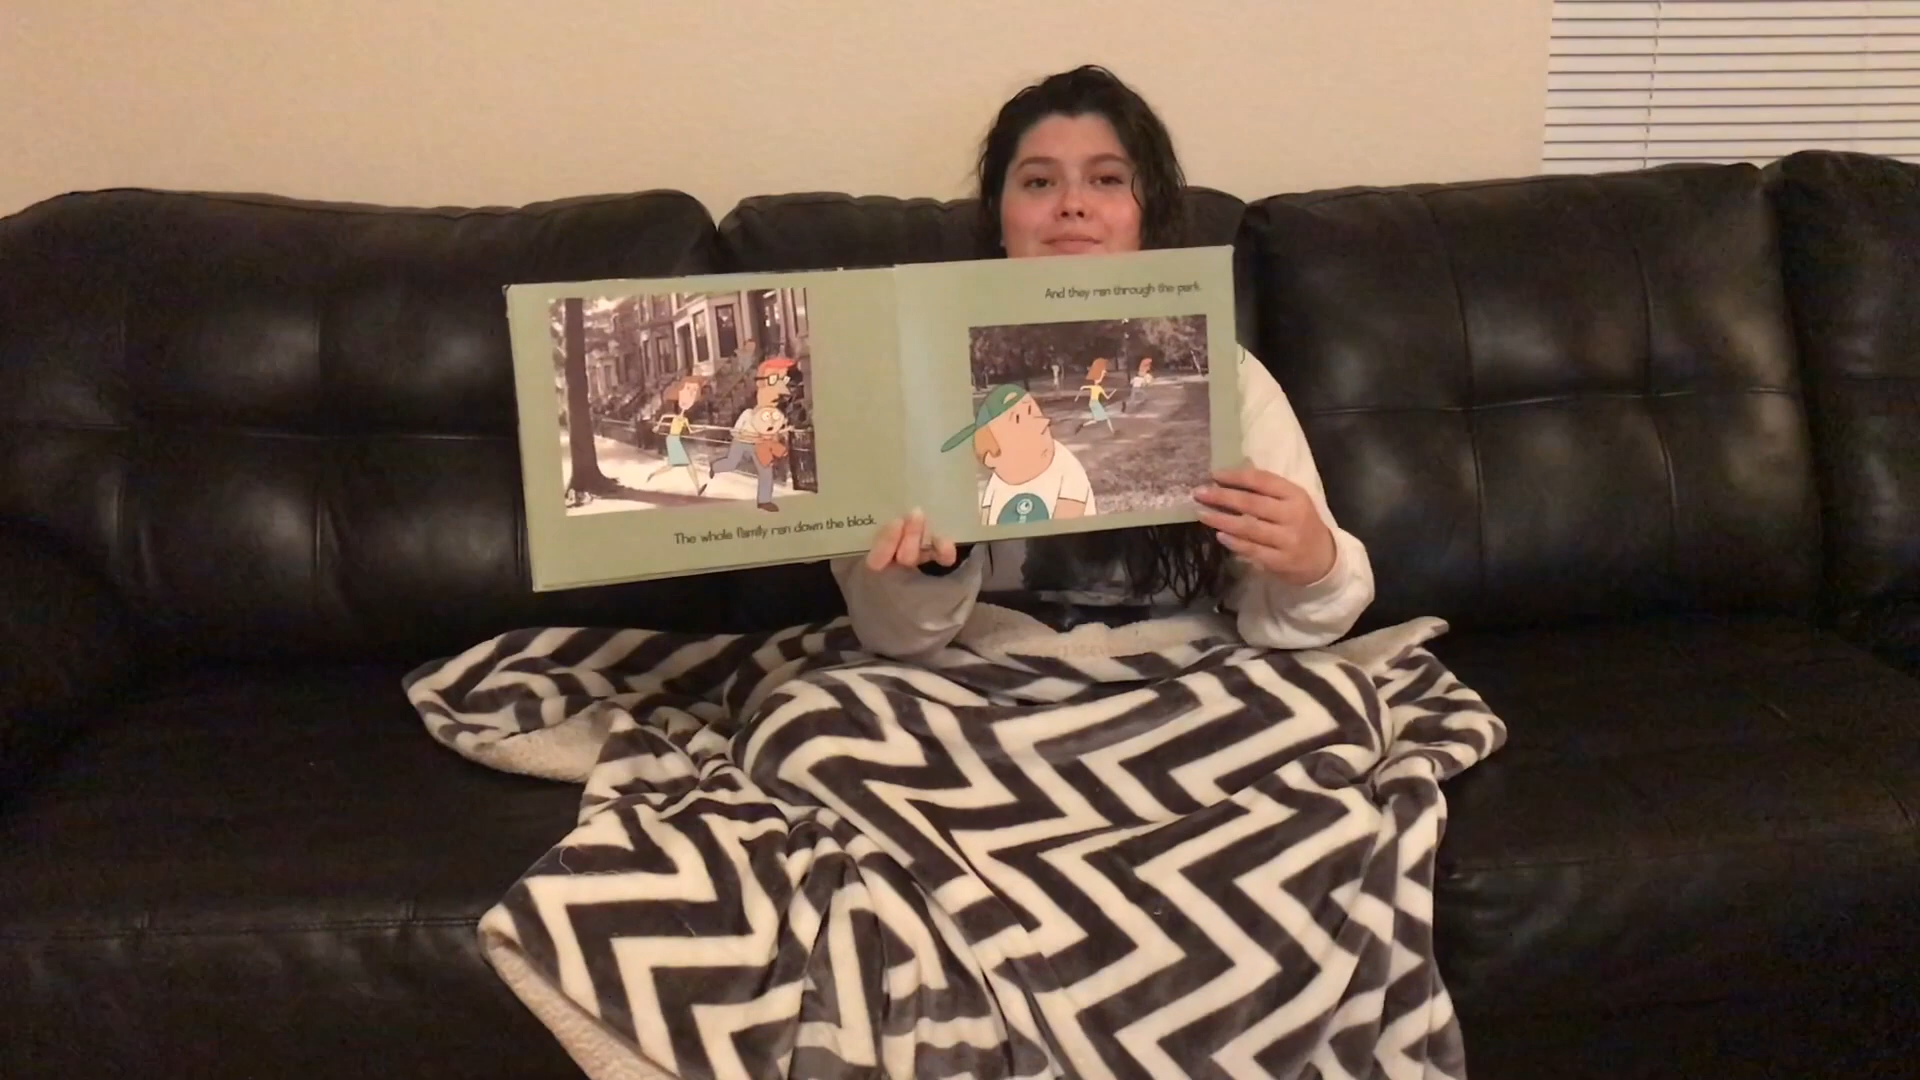 The whole family ran down the block.
And they ran through the park.